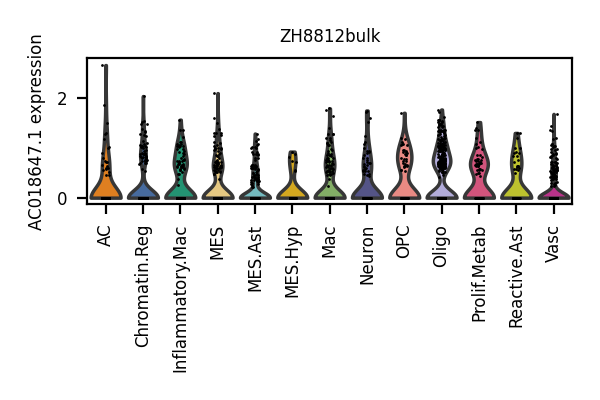 ZH8812bulk
AC018647.1 expression
2
0
AC
Chromatin.Reg
Inflammatory.Mac
MES
MES.Ast
MES.Hyp
Mac
Neuron
OPC
Oligo
Prolif.Metab
Reactive.Ast
Vasc